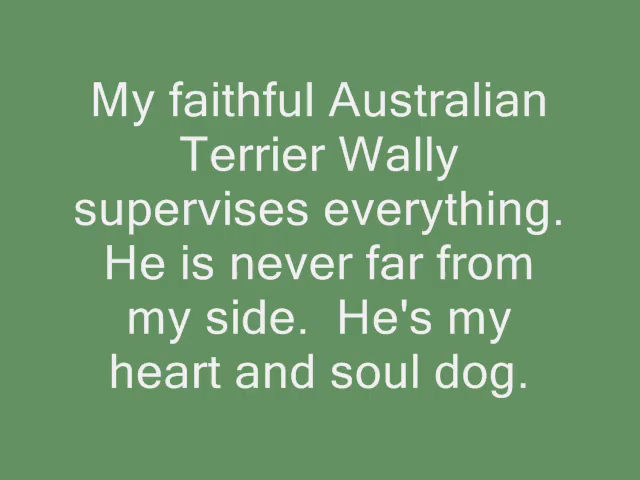 My faithful Australian
Terrier Wally
supervises everything.
He is never far from
my side.  He's my
heart and soul dog.